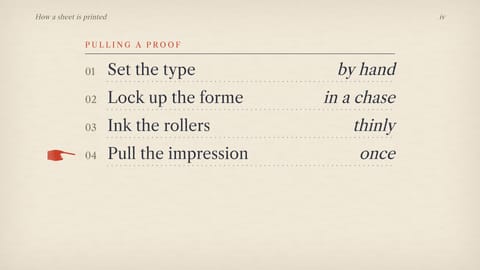 How a sheet is printed iv
PULLING A PROOF
01 Set the type by hand
02 Lock up the forme in a chase
03 Ink the rollers thinly
04 Pull the impression once